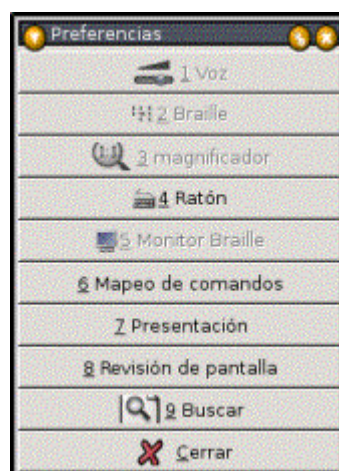 Preferencias
1 Voz
2 Braille
3 magnificador
4 Ratón
5 Monitor Braille
6 Mapeo de comandos
7 Presentación
8 Revisión de pantalla
9 Buscar
Cerrar